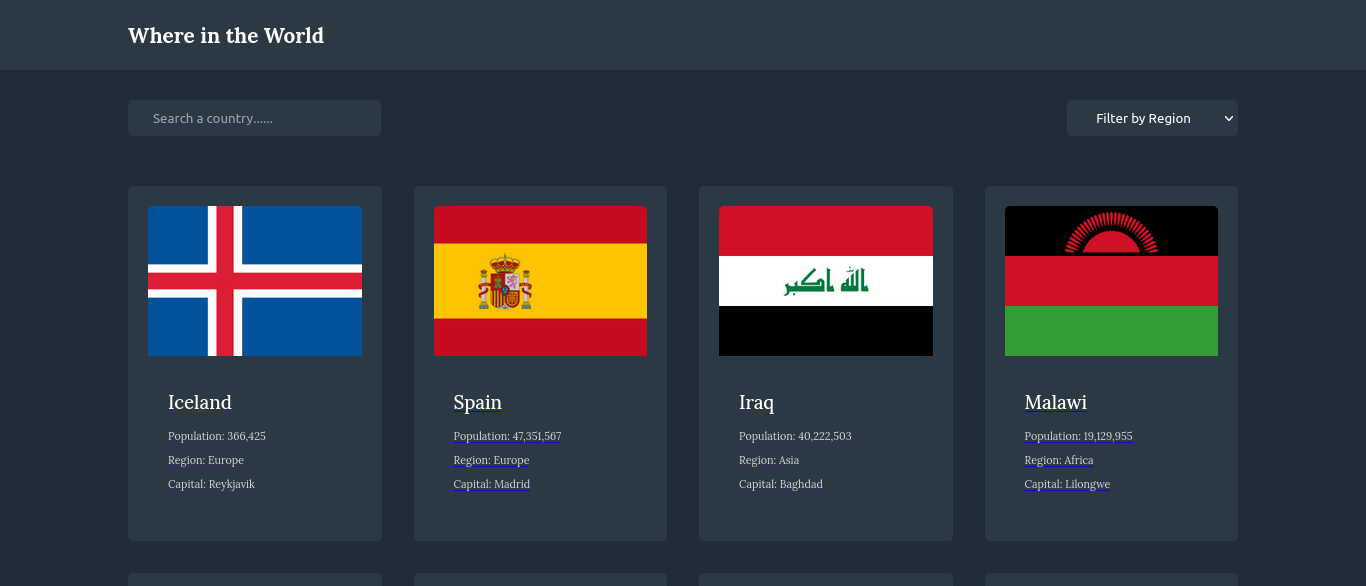 Where in the World
Search a country......
Filter by Region
الله اكبر
Iceland
Population: 366,425
Region: Europe
Capital: Reykjavik
Spain
Population: 47,351,567
Region: Europe
Capital: Madrid
Iraq
Population: 40,222,503
Region: Asia
Capital: Baghdad
Malawi
Population: 19,129,955
Region: Africa
Capital: Lilongwe